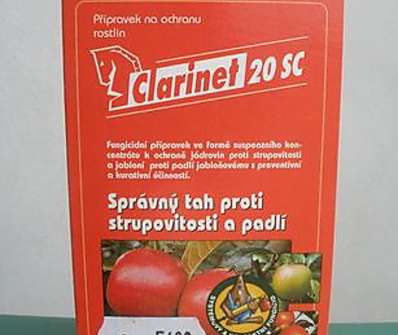 Přípravek na ochranu
rostlin
Clarinet 20 SC
Fungicidní přípravek ve formě suspenzního kon-
centrátu k ochraně jádrovin proti strupovitosti
a jabloní proti padlí jabloňovému s preventivní
a kurativní účinností.
Správný tah proti
strupovitosti a padlí